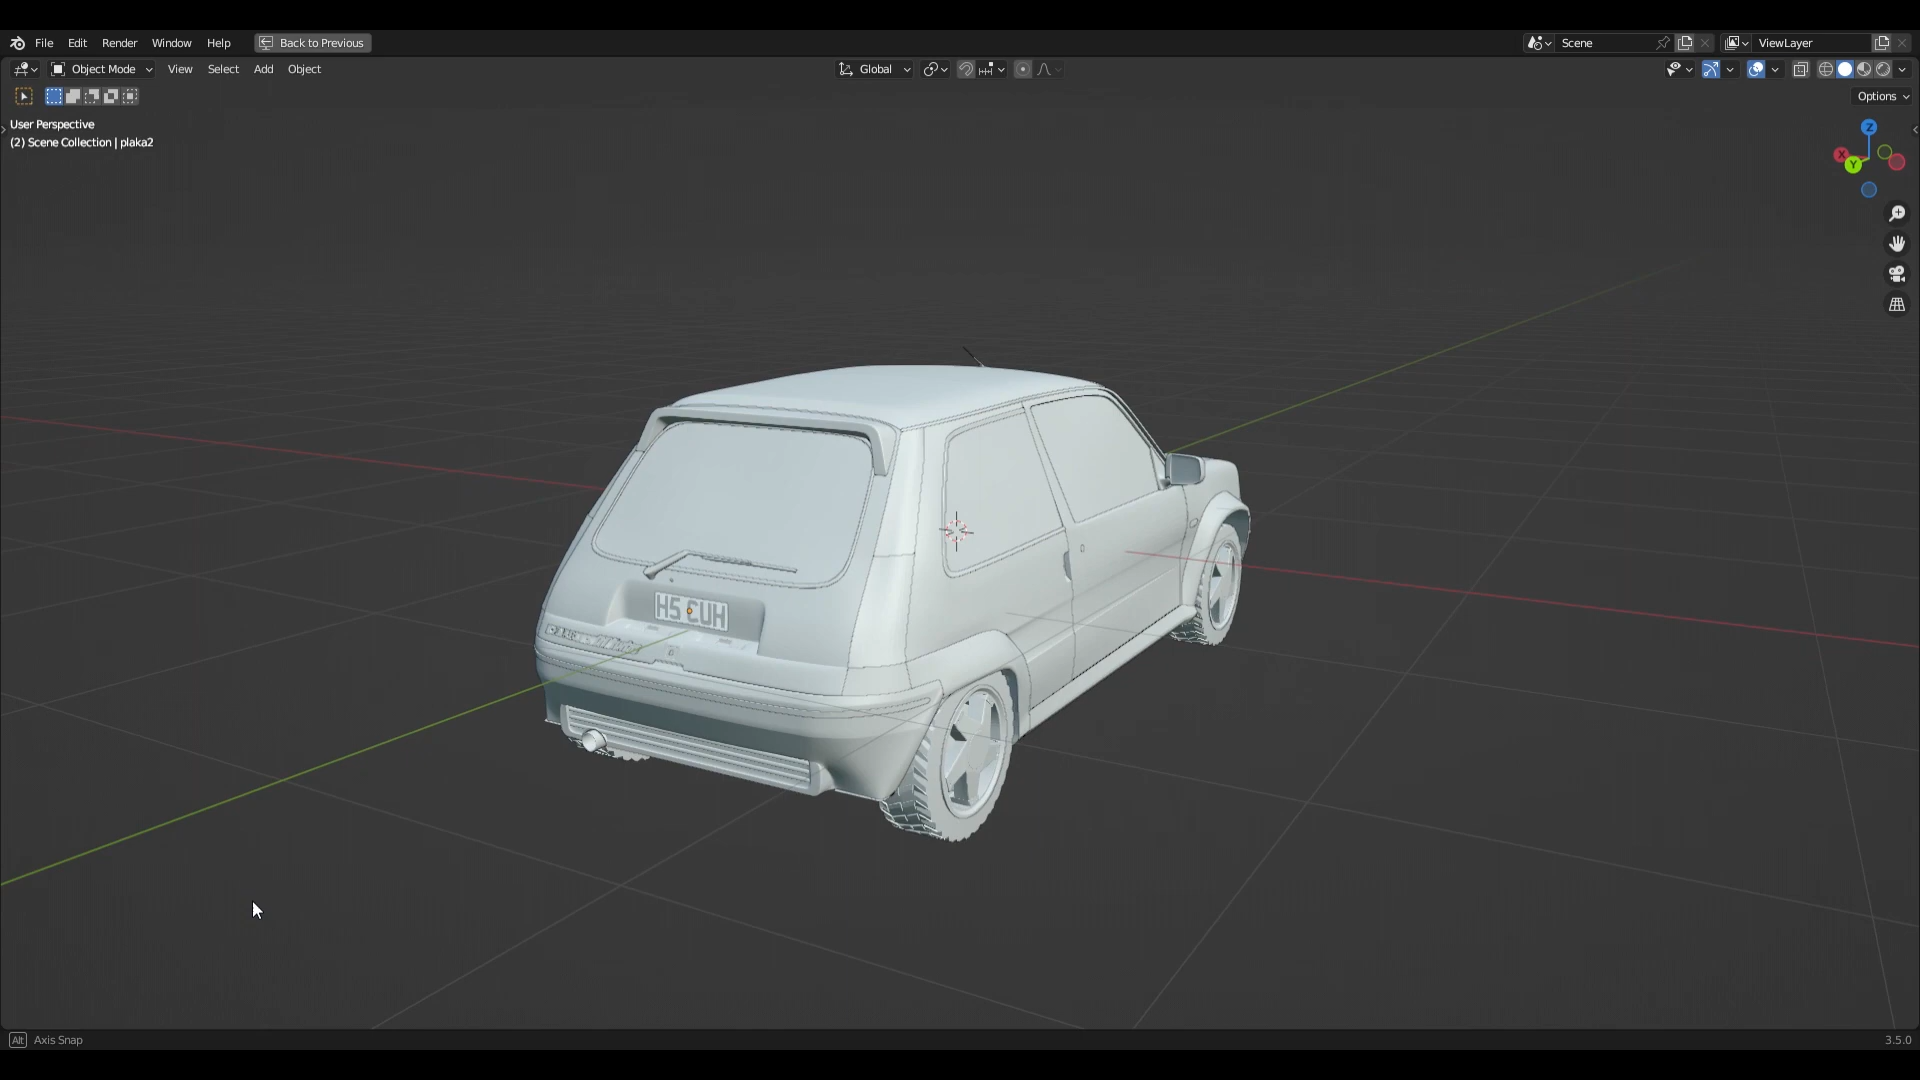 File Edit Render Window Help Back to Previous Scene ViewLayer
Object Mode View Select Add Object Global
Options
User Perspective
(2) Scene Collection | plaka2
Z
X
Y
H5 CUH
Alt Axis Snap 3.5.0